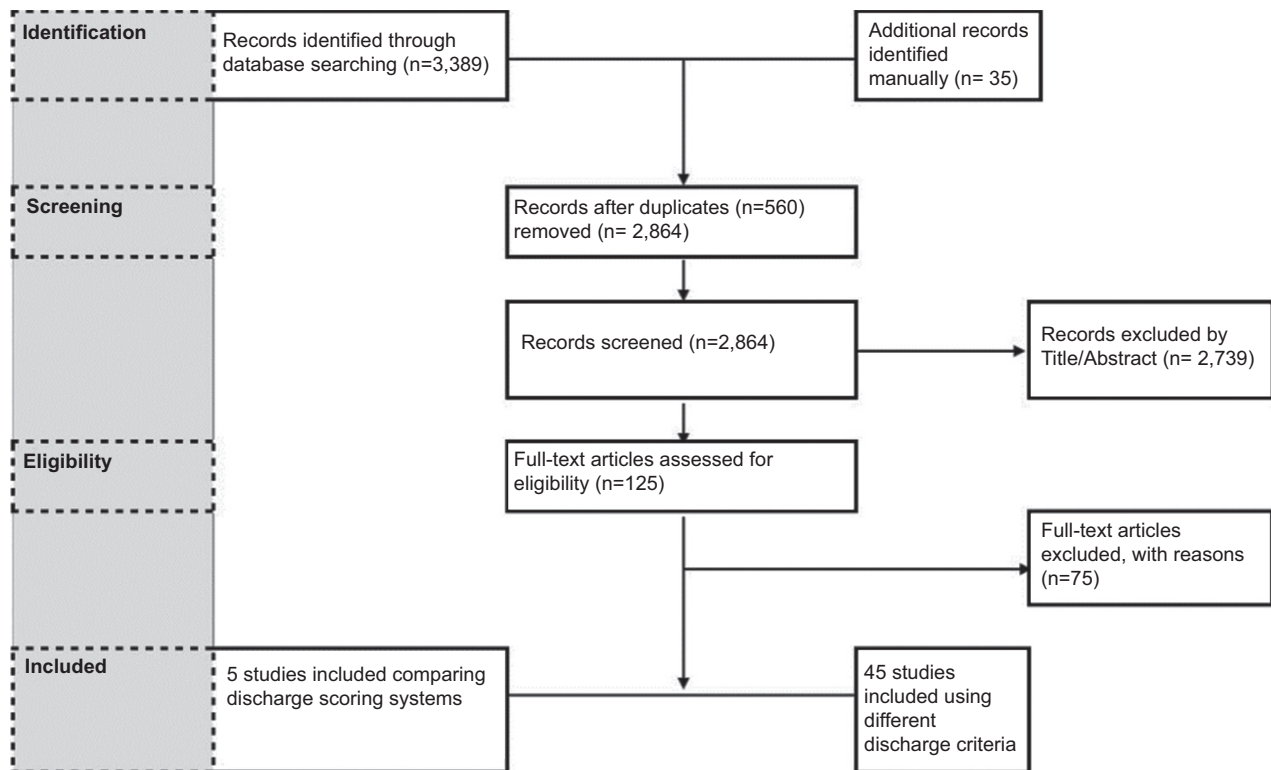 Identification
Records identified through
database searching (n=3,389)
Additional records
identified
manually (n= 35)
Screening
Records after duplicates (n=560)
removed (n= 2,864)
Records screened (n=2,864)
Records excluded by
Title/Abstract (n= 2,739)
Eligibility
Full-text articles assessed for
eligibility (n=125)
Full-text articles
excluded, with reasons
(n=75)
Included
5 studies included comparing
discharge scoring systems
45 studies
included using
different
discharge criteria